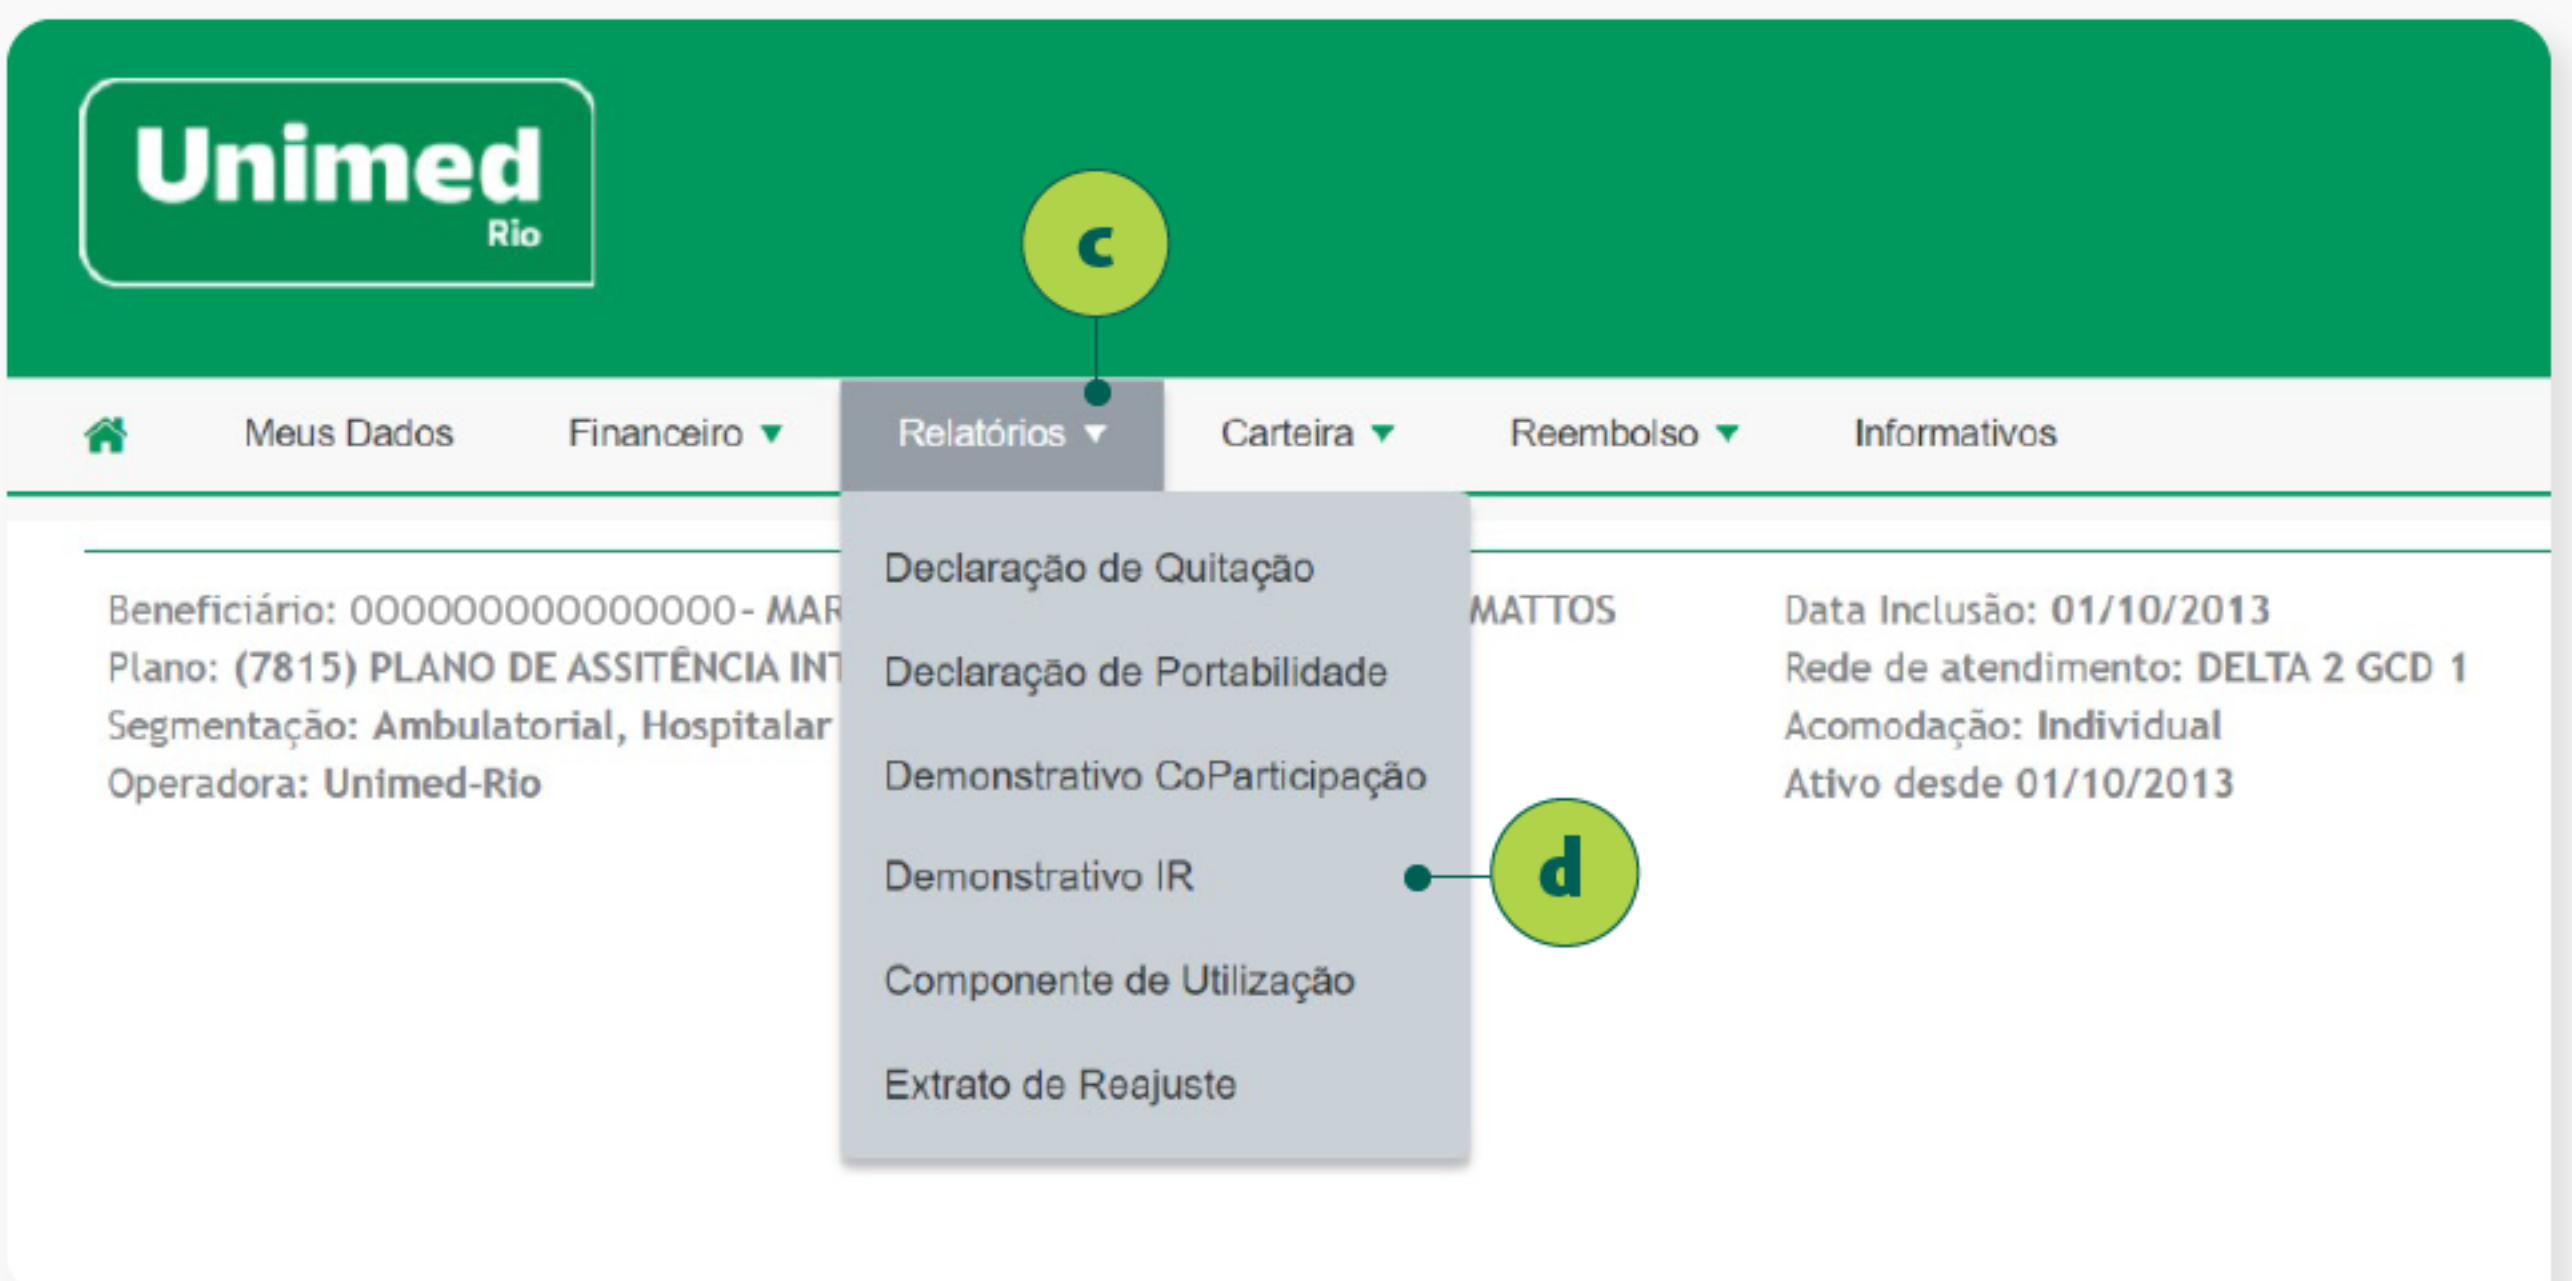 Unimed
Rio
c
Meus Dados Financeiro Relatórios Carteira Reembolso Informativos
Declaração de Quitação
Declaração de Portabilidade
Demonstrativo CoParticipação
Demonstrativo IR
d
Componente de Utilização
Extrato de Reajuste
Beneficiário: 000000000000000- MAR MATTOS
Plano: (7815) PLANO DE ASSITÊNCIA INT
Segmentação: Ambulatorial, Hospitalar
Operadora: Unimed-Rio
Data Inclusão: 01/10/2013
Rede de atendimento: DELTA 2 GCD 1
Acomodação: Individual
Ativo desde 01/10/2013